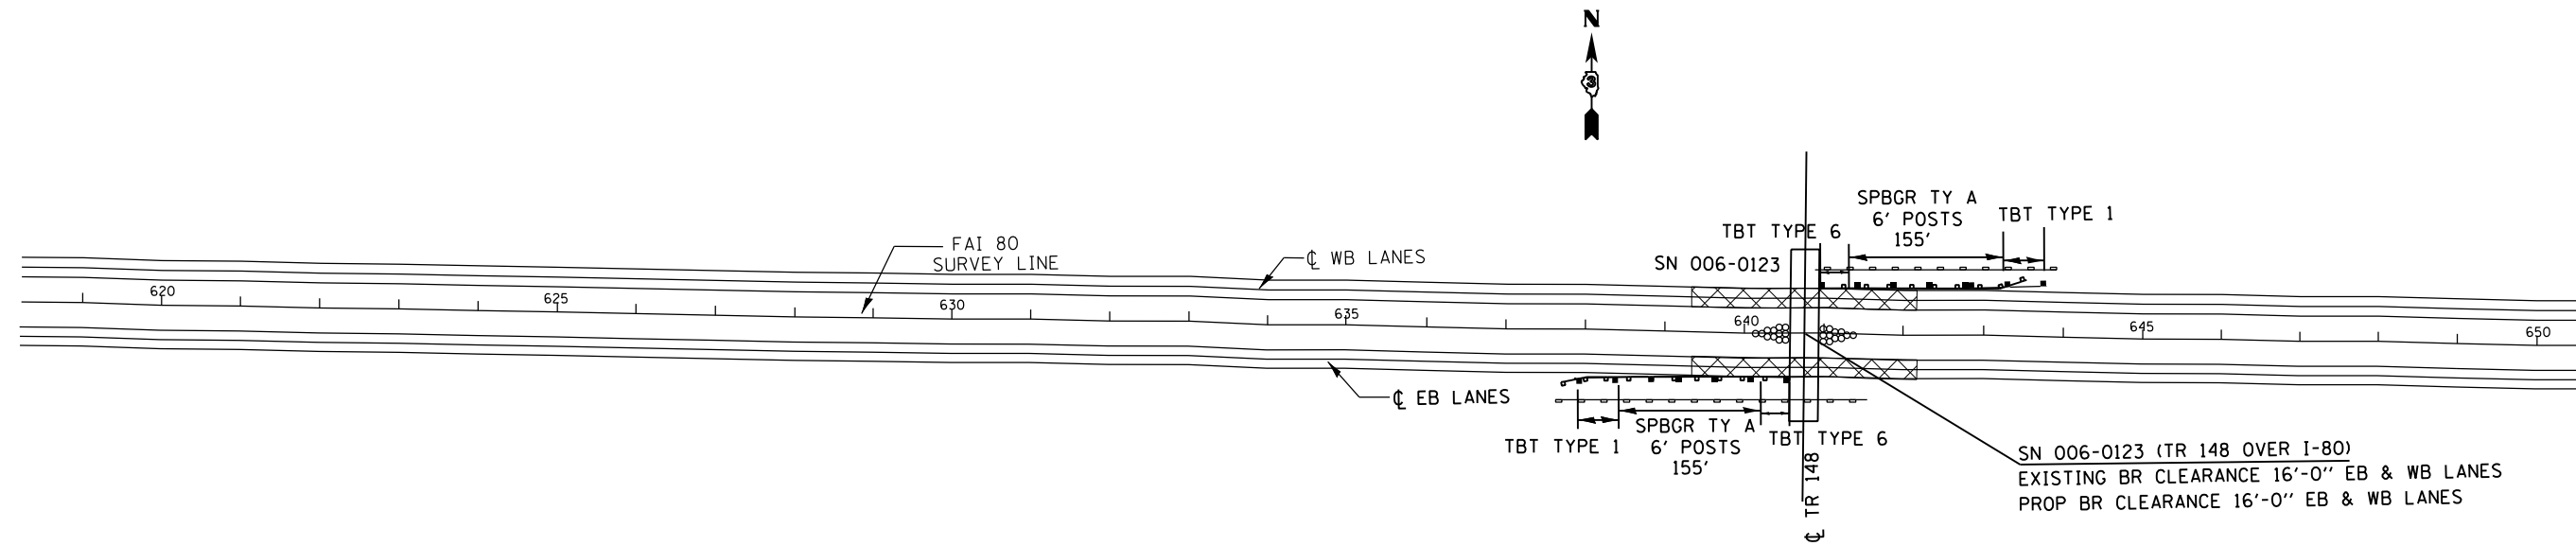 N
3
SPBGR TY A
6' POSTS
155'
TBT TYPE 1
TBT TYPE 6
SN 006-0123
FAI 80
SURVEY LINE
℄ WB LANES
620
625
630
635
640
645
650
℄ EB LANES
TBT TYPE 1
SPBGR TY A
6' POSTS
155'
TBT TYPE 6
℄ TR 148
SN 006-0123 (TR 148 OVER I-80)
EXISTING BR CLEARANCE 16'-0'' EB & WB LANES
PROP BR CLEARANCE 16'-0'' EB & WB LANES